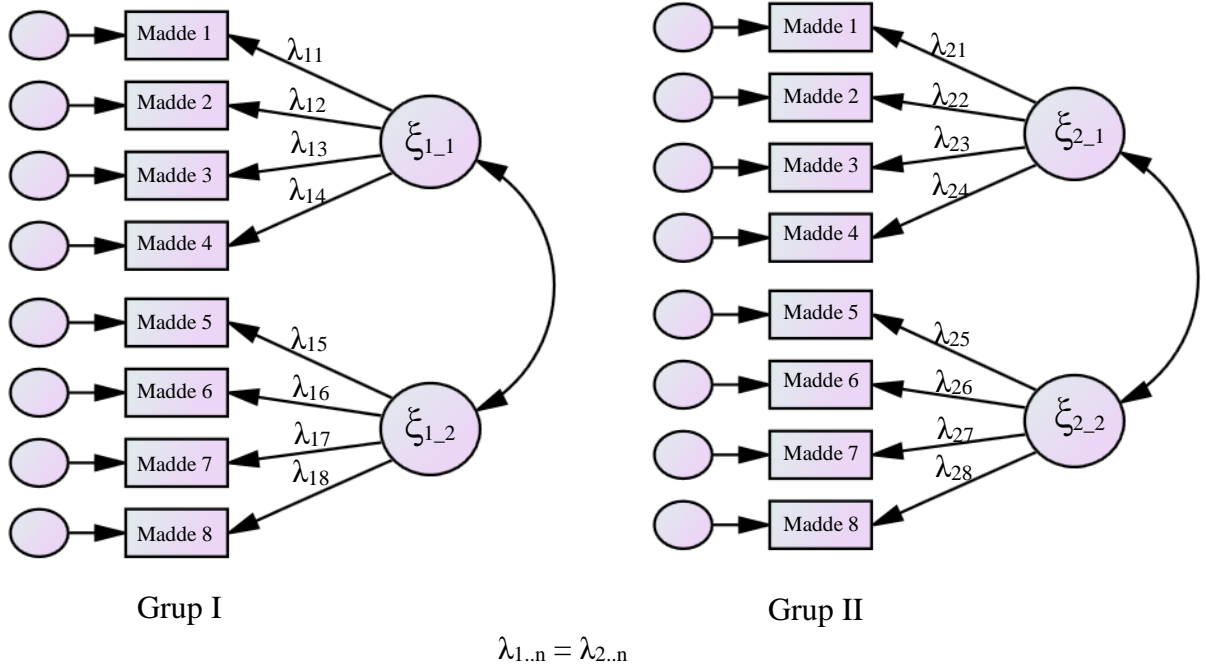 Madde 1
λ11
Madde 2
λ12
ξ1_1
Madde 3
λ13
λ14
Madde 4
Madde 5
λ15
Madde 6
λ16
ξ1_2
Madde 7
λ17
λ18
Madde 8
Grup I
Madde 1
λ21
Madde 2
λ22
ξ2_1
Madde 3
λ23
λ24
Madde 4
Madde 5
λ25
Madde 6
λ26
ξ2_2
Madde 7
λ27
λ28
Madde 8
Grup II
λ1..n = λ2..n